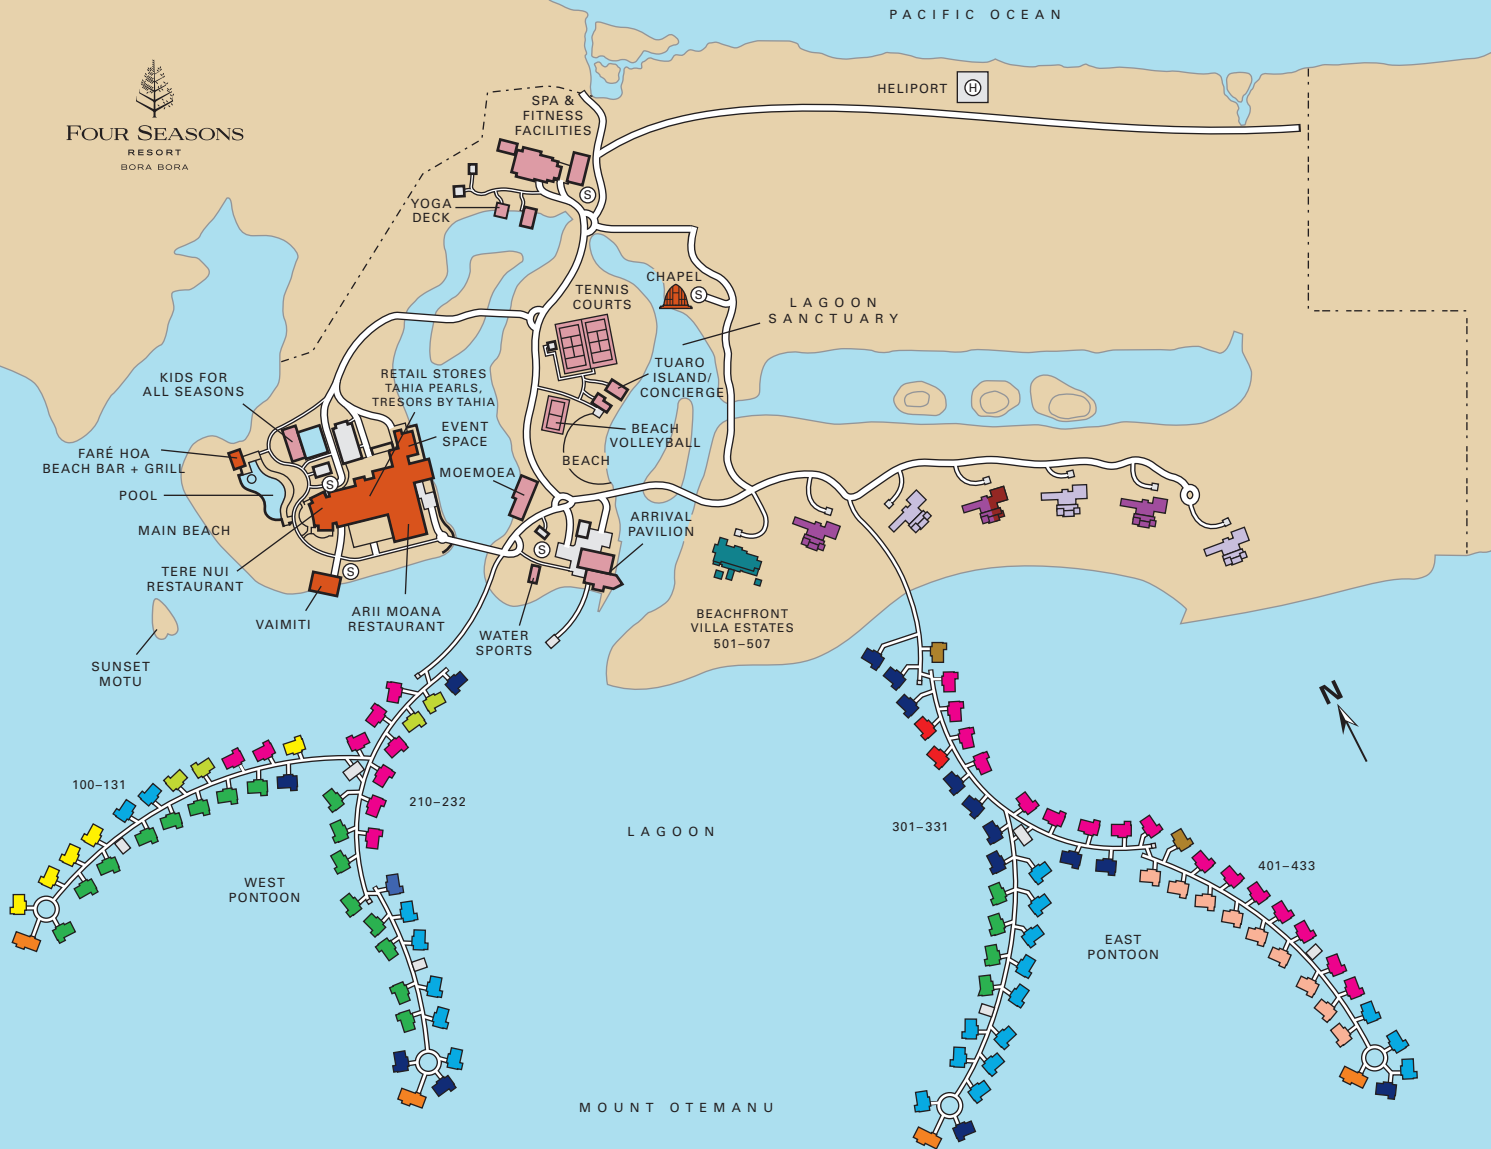 PACIFIC OCEAN
HELIPORT
H
SPA &
FITNESS
FACILITIES
FOUR SEASONS
RESORT
BORA BORA
S
YOGA
DECK
CHAPEL
S
TENNIS
COURTS
LAGOON
SANCTUARY
KIDS FOR
ALL SEASONS
RETAIL STORES
TAHIA PEARLS,
TRESORS BY TAHIA
TUARO
ISLAND/
CONCIERGE
EVENT
SPACE
BEACH
VOLLEYBALL
FARÉ HOA
BEACH BAR + GRILL
BEACH
MOEMOEA
S
POOL
MAIN BEACH
ARRIVAL
PAVILION
S
TERE NUI
RESTAURANT
S
VAIMITI
ARII MOANA
RESTAURANT
WATER
SPORTS
BEACHFRONT
VILLA ESTATES
501–507
SUNSET
MOTU
N
100–131
210–232
LAGOON
301–331
401–433
WEST
PONTOON
EAST
PONTOON
MOUNT OTEMANU